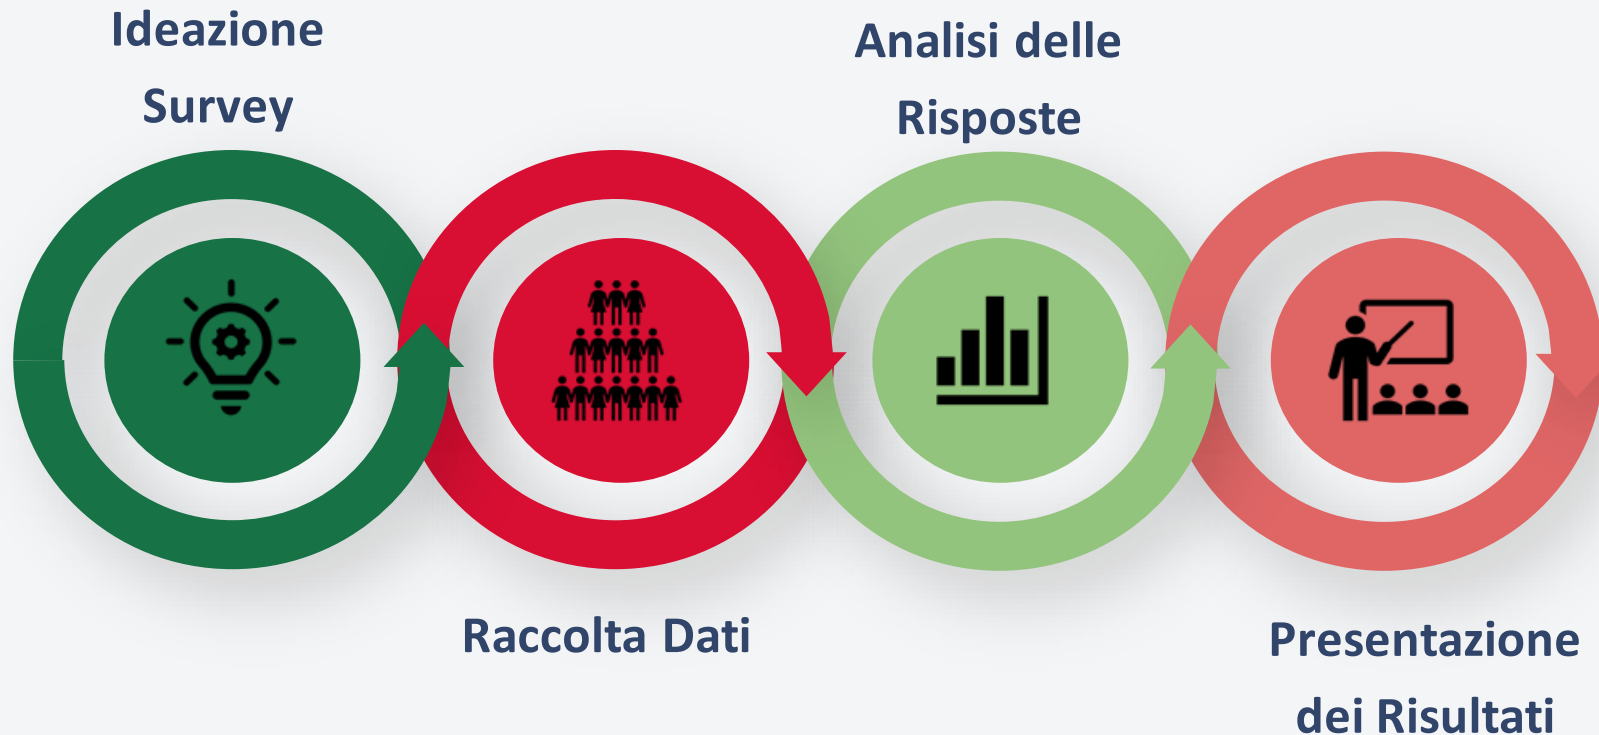 Ideazione
Survey
Raccolta Dati
Analisi delle
Risposte
Presentazione
dei Risultati